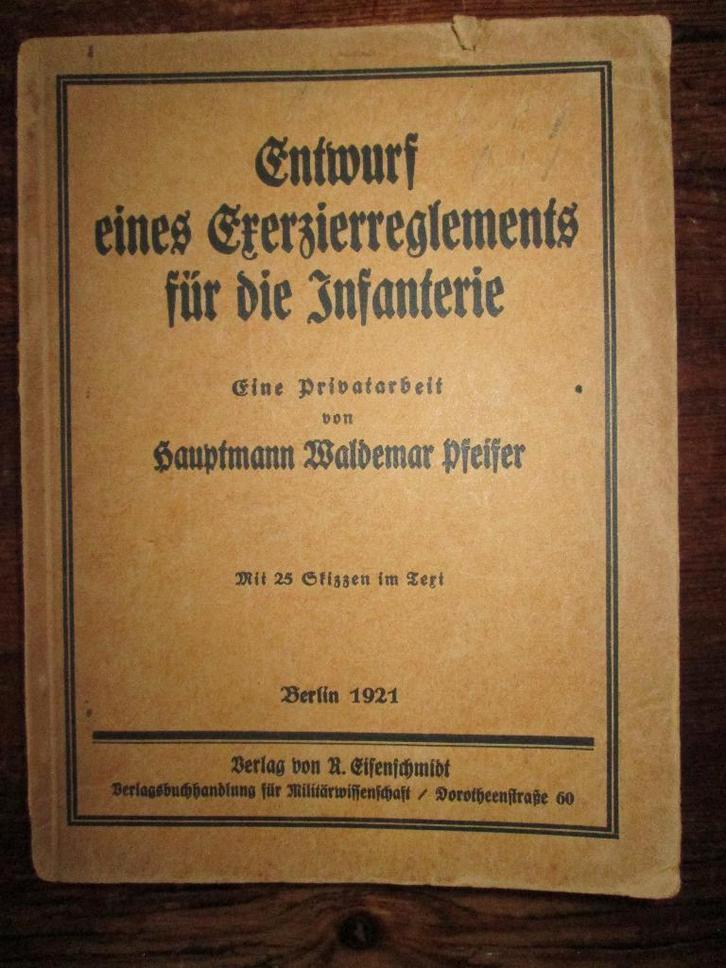 Entwurf
eines Exerzierreglements
für die Infanterie
Eine Privatarbeit
von
Hauptmann Waldemar Pfeifer
Mit 25 Skizzen im Text
Berlin 1921
Verlag von R. Eisenschmidt
Verlagsbuchhandlung für Militärwissenschaft / Dorotheenstraße 60